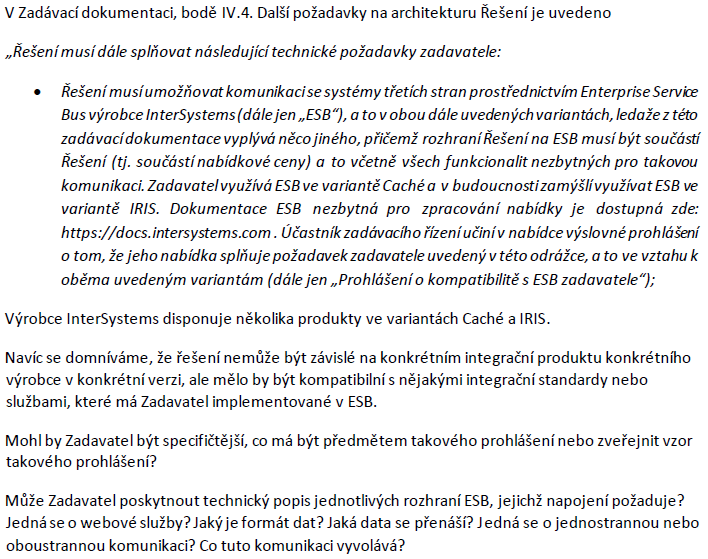 V Zadávací dokumentaci, bodě IV.4. Další požadavky na architekturu Řešení je uvedeno
„Řešení musí dále splňovat následující technické požadavky zadavatele:
• Řešení musí umožňovat komunikaci se systémy třetích stran prostřednictvím Enterprise Service
Bus výrobce InterSystems (dále jen „ESB“), a to v obou dále uvedených variantách, ledaže z této
zadávací dokumentace vyplývá něco jiného, přičemž rozhraní Řešení na ESB musí být součástí
Řešení (tj. součástí nabídkové ceny) a to včetně všech funkcionalit nezbytných pro takovou
komunikaci. Zadavatel využívá ESB ve variantě Caché a v budoucnosti zamýšlí využívat ESB ve
variantě IRIS. Dokumentace ESB nezbytná pro zpracování nabídky je dostupná zde:
https://docs.intersystems.com . Účastník zadávacího řízení učiní v nabídce výslovné prohlášení
o tom, že jeho nabídka splňuje požadavek zadavatele uvedený v této odrážce, a to ve vztahu k
oběma uvedeným variantám (dále jen „Prohlášení o kompatibilitě s ESB zadavatele“);
Výrobce InterSystems disponuje několika produkty ve variantách Caché a IRIS.
Navíc se domníváme, že řešení nemůže být závislé na konkrétním integrační produktu konkrétního
výrobce v konkrétní verzi, ale mělo by být kompatibilní s nějakými integrační standardy nebo
službami, které má Zadavatel implementované v ESB.
Mohl by Zadavatel být specifičtější, co má být předmětem takového prohlášení nebo zveřejnit vzor
takového prohlášení?
Může Zadavatel poskytnout technický popis jednotlivých rozhraní ESB, jejichž napojení požaduje?
Jedná se o webové služby? Jaký je formát dat? Jaká data se přenáší? Jedná se o jednostrannou nebo
oboustrannou komunikaci? Co tuto komunikaci vyvolává?